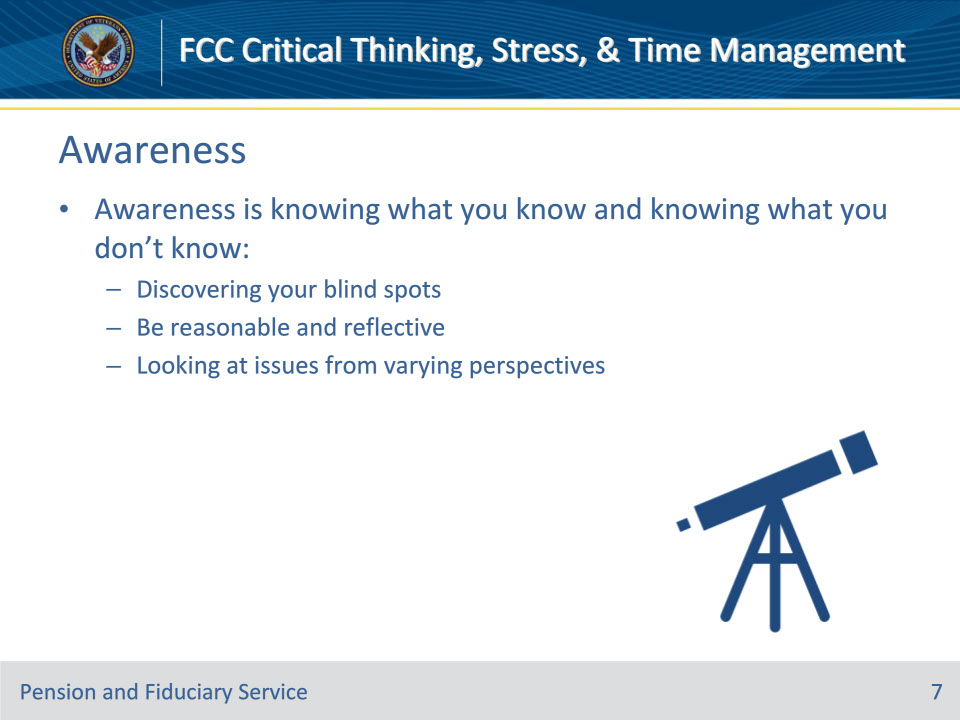 FCC Critical Thinking, Stress, & Time Management
Awareness
• Awareness is knowing what you know and knowing what you
don’t know:
– Discovering your blind spots
– Be reasonable and reflective
– Looking at issues from varying perspectives
Pension and Fiduciary Service
7